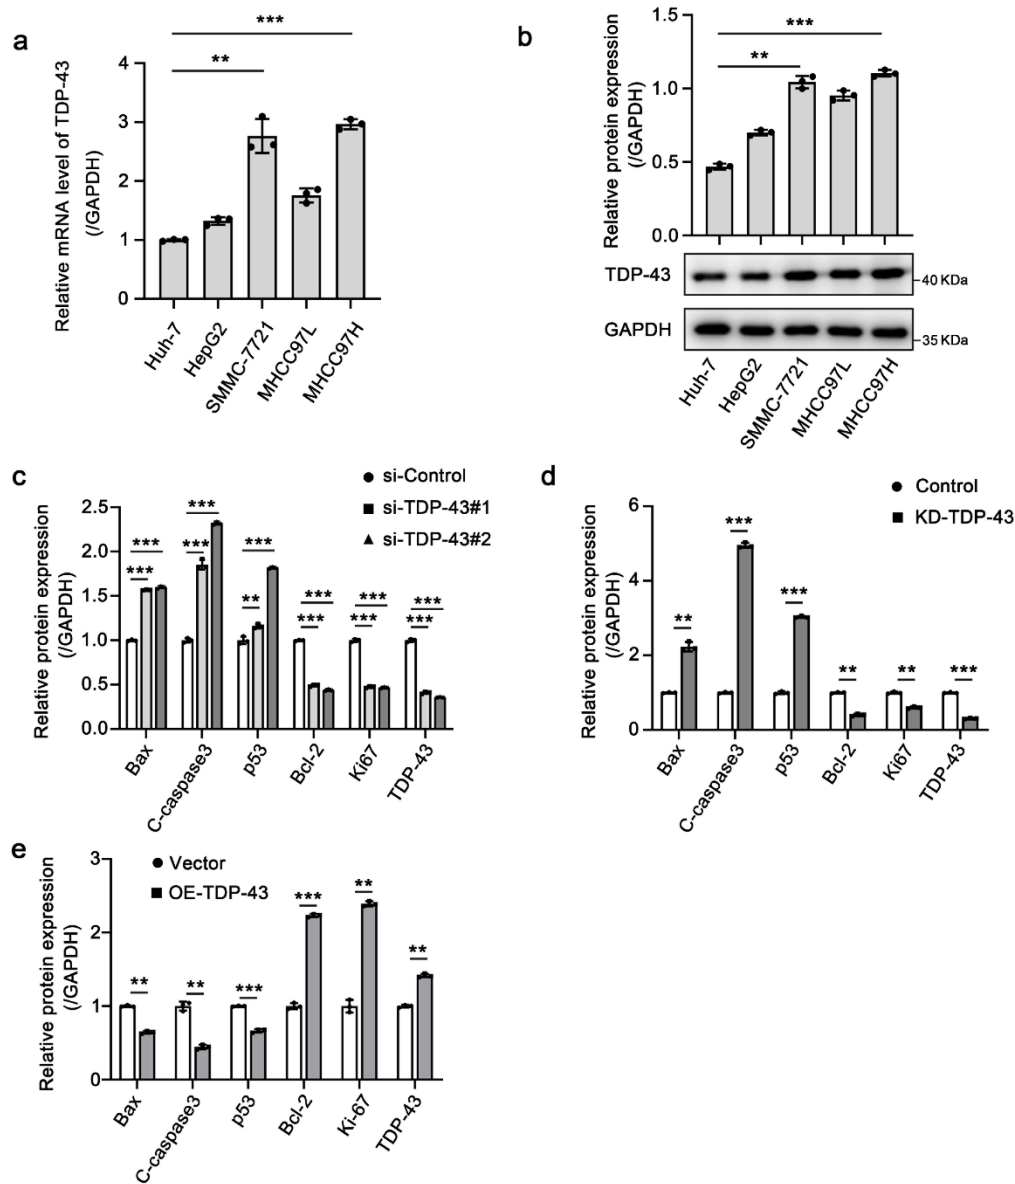 a
Relative mRNA level of TDP-43
(/GAPDH)
4
3
2
1
0
***
**
Huh-7
HepG2
SMMC-7721
MHCC97L
MHCC97H
b
Relative protein expression
(/GAPDH)
1.5
1.0
0.5
0.0
***
**
TDP-43
40 KDa
GAPDH
35 KDa
Huh-7
HepG2
SMMC-7721
MHCC97L
MHCC97H
c
● si-Control
■ si-TDP-43#1
▲ si-TDP-43#2
Relative protein expression
(/GAPDH)
2.5
2.0
1.5
1.0
0.5
0.0
***
***
***
***
***
**
***
***
***
***
***
***
Bax
C-caspase3
p53
Bcl-2
Ki67
TDP-43
d
● Control
■ KD-TDP-43
Relative protein expression
(/GAPDH)
6
4
2
0
**
***
***
**
**
***
Bax
C-caspase3
p53
Bcl-2
Ki67
TDP-43
e
● Vector
■ OE-TDP-43
Relative protein expression
(/GAPDH)
3
2
1
0
**
**
***
***
**
**
Bax
C-caspase3
p53
Bcl-2
Ki-67
TDP-43